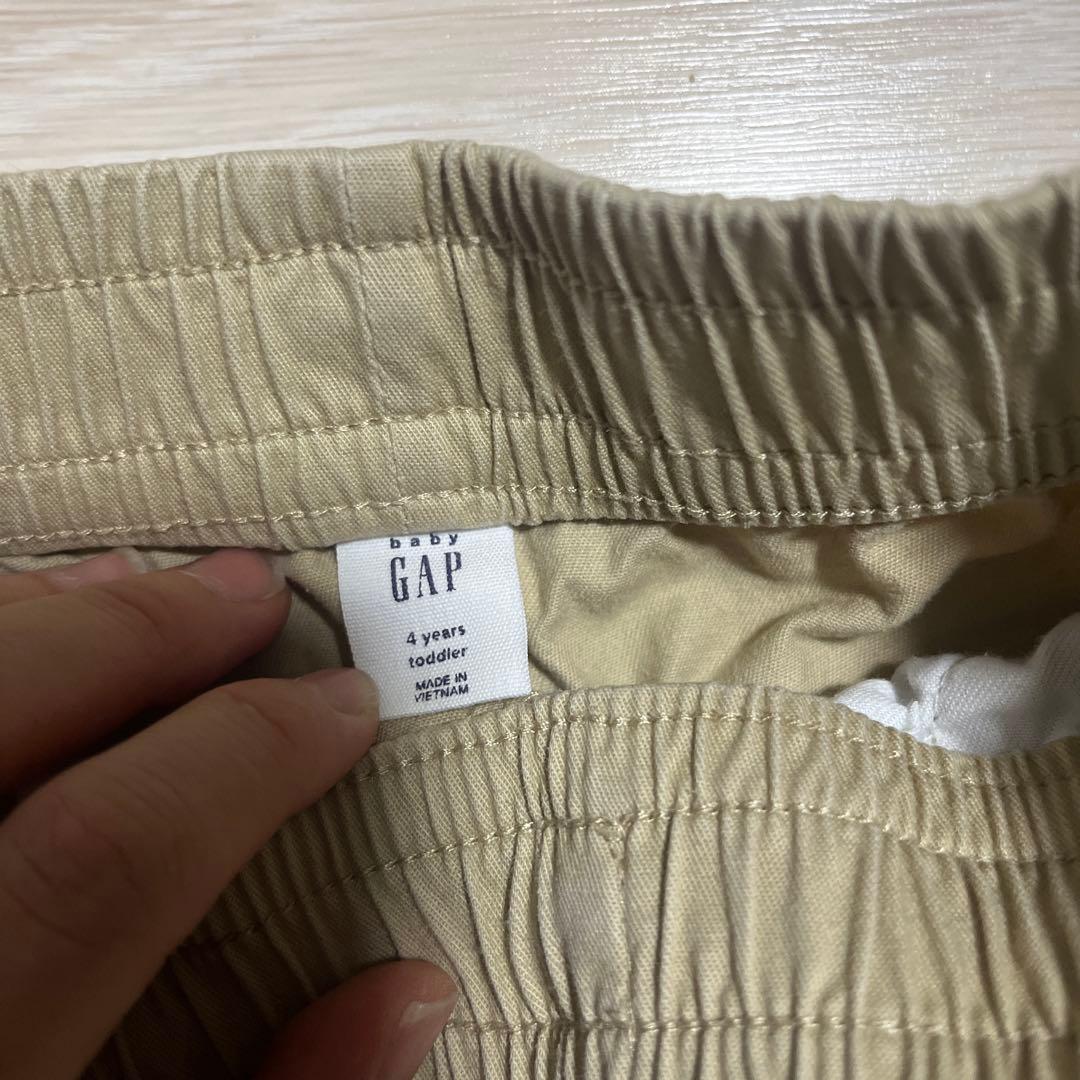 baby
GAP
4 years
toddler
MADE IN
VIETNAM